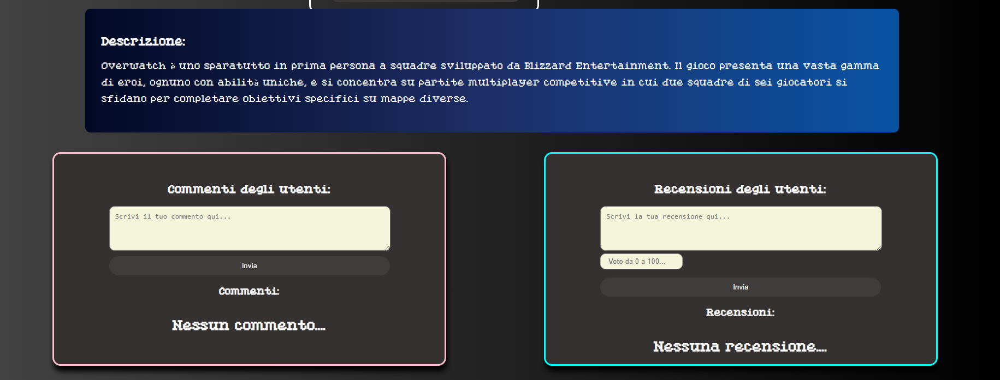 Descrizione:
Overwatch è uno sparatutto in prima persona a squadre sviluppato da Blizzard Entertainment. Il gioco presenta una vasta gamma
di eroi, ognuno con abilità uniche, e si concentra su partite multiplayer competitive in cui due squadre di sei giocatori si
sfidano per completare obiettivi specifici su mappe diverse.
Commenti degli utenti:
Scrivi il tuo commento qui...
Invia
Commenti:
Nessun commento....
Recensioni degli utenti:
Scrivi la tua recensione qui...
Voto da 0 a 100...
Invia
Recensioni:
Nessuna recensione....